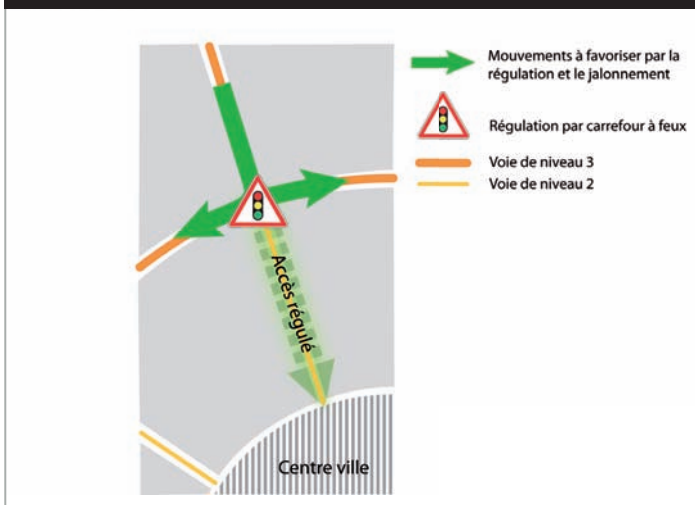 Mouvements à favoriser par la
régulation et le jalonnement
Régulation par carrefour à feux
Voie de niveau 3
Voie de niveau 2
Accès régulé
Centre ville